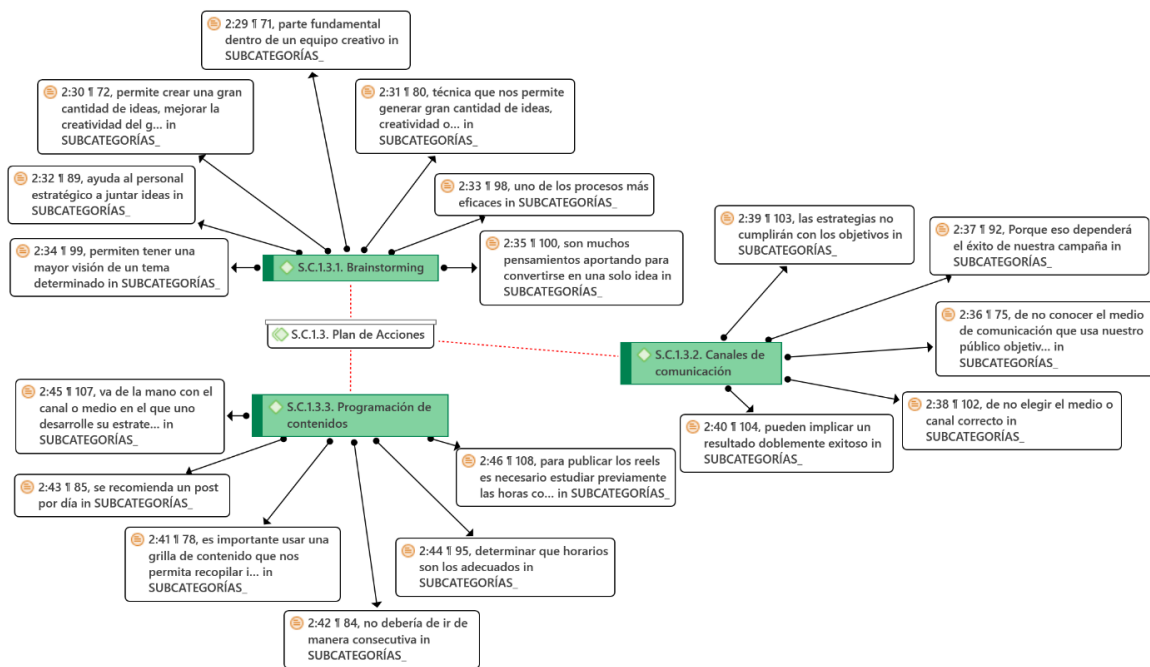 2:29 ¶ 71, parte fundamental
dentro de un equipo creativo in
SUBCATEGORÍAS_
2:30 ¶ 72, permite crear una gran
cantidad de ideas, mejorar la
creatividad del g... in
SUBCATEGORÍAS_
2:31 ¶ 80, técnica que nos permite
generar gran cantidad de ideas,
creatividad o... in
SUBCATEGORÍAS_
2:32 ¶ 89, ayuda al personal
estratégico a juntar ideas in
SUBCATEGORÍAS_
2:33 ¶ 98, uno de los procesos más
eficaces in SUBCATEGORÍAS_
2:34 ¶ 99, permiten tener una
mayor visión de un tema
determinado in SUBCATEGORÍAS_
S.C.1.3.1. Brainstorming
2:35 ¶ 100, son muchos
pensamientos aportando para
convertirse en una solo idea in
SUBCATEGORÍAS_
2:39 ¶ 103, las estrategias no
cumplirán con los objetivos in
SUBCATEGORÍAS_
2:37 ¶ 92, Porque eso dependerá
el éxito de nuestra campaña in
SUBCATEGORÍAS_
S.C.1.3. Plan de Acciones
2:36 ¶ 75, de no conocer el medio
de comunicación que usa nuestro
público objetiv... in
SUBCATEGORÍAS_
S.C.1.3.2. Canales de
comunicación
2:45 ¶ 107, va de la mano con el
canal o medio en el que uno
desarrolle su estrate... in
SUBCATEGORÍAS_
S.C.1.3.3. Programación de
contenidos
2:38 ¶ 102, de no elegir el medio o
canal correcto in
SUBCATEGORÍAS_
2:40 ¶ 104, pueden implicar un
resultado doblemente exitoso in
SUBCATEGORÍAS_
2:46 ¶ 108, para publicar los reels
es necesario estudiar previamente
las horas co... in SUBCATEGORÍAS_
2:43 ¶ 85, se recomienda un post
por día in SUBCATEGORÍAS_
2:41 ¶ 78, es importante usar una
grilla de contenido que nos
permita recopilar i... in
SUBCATEGORÍAS_
2:44 ¶ 95, determinar que horarios
son los adecuados in
SUBCATEGORÍAS_
2:42 ¶ 84, no debería de ir de
manera consecutiva in
SUBCATEGORÍAS_